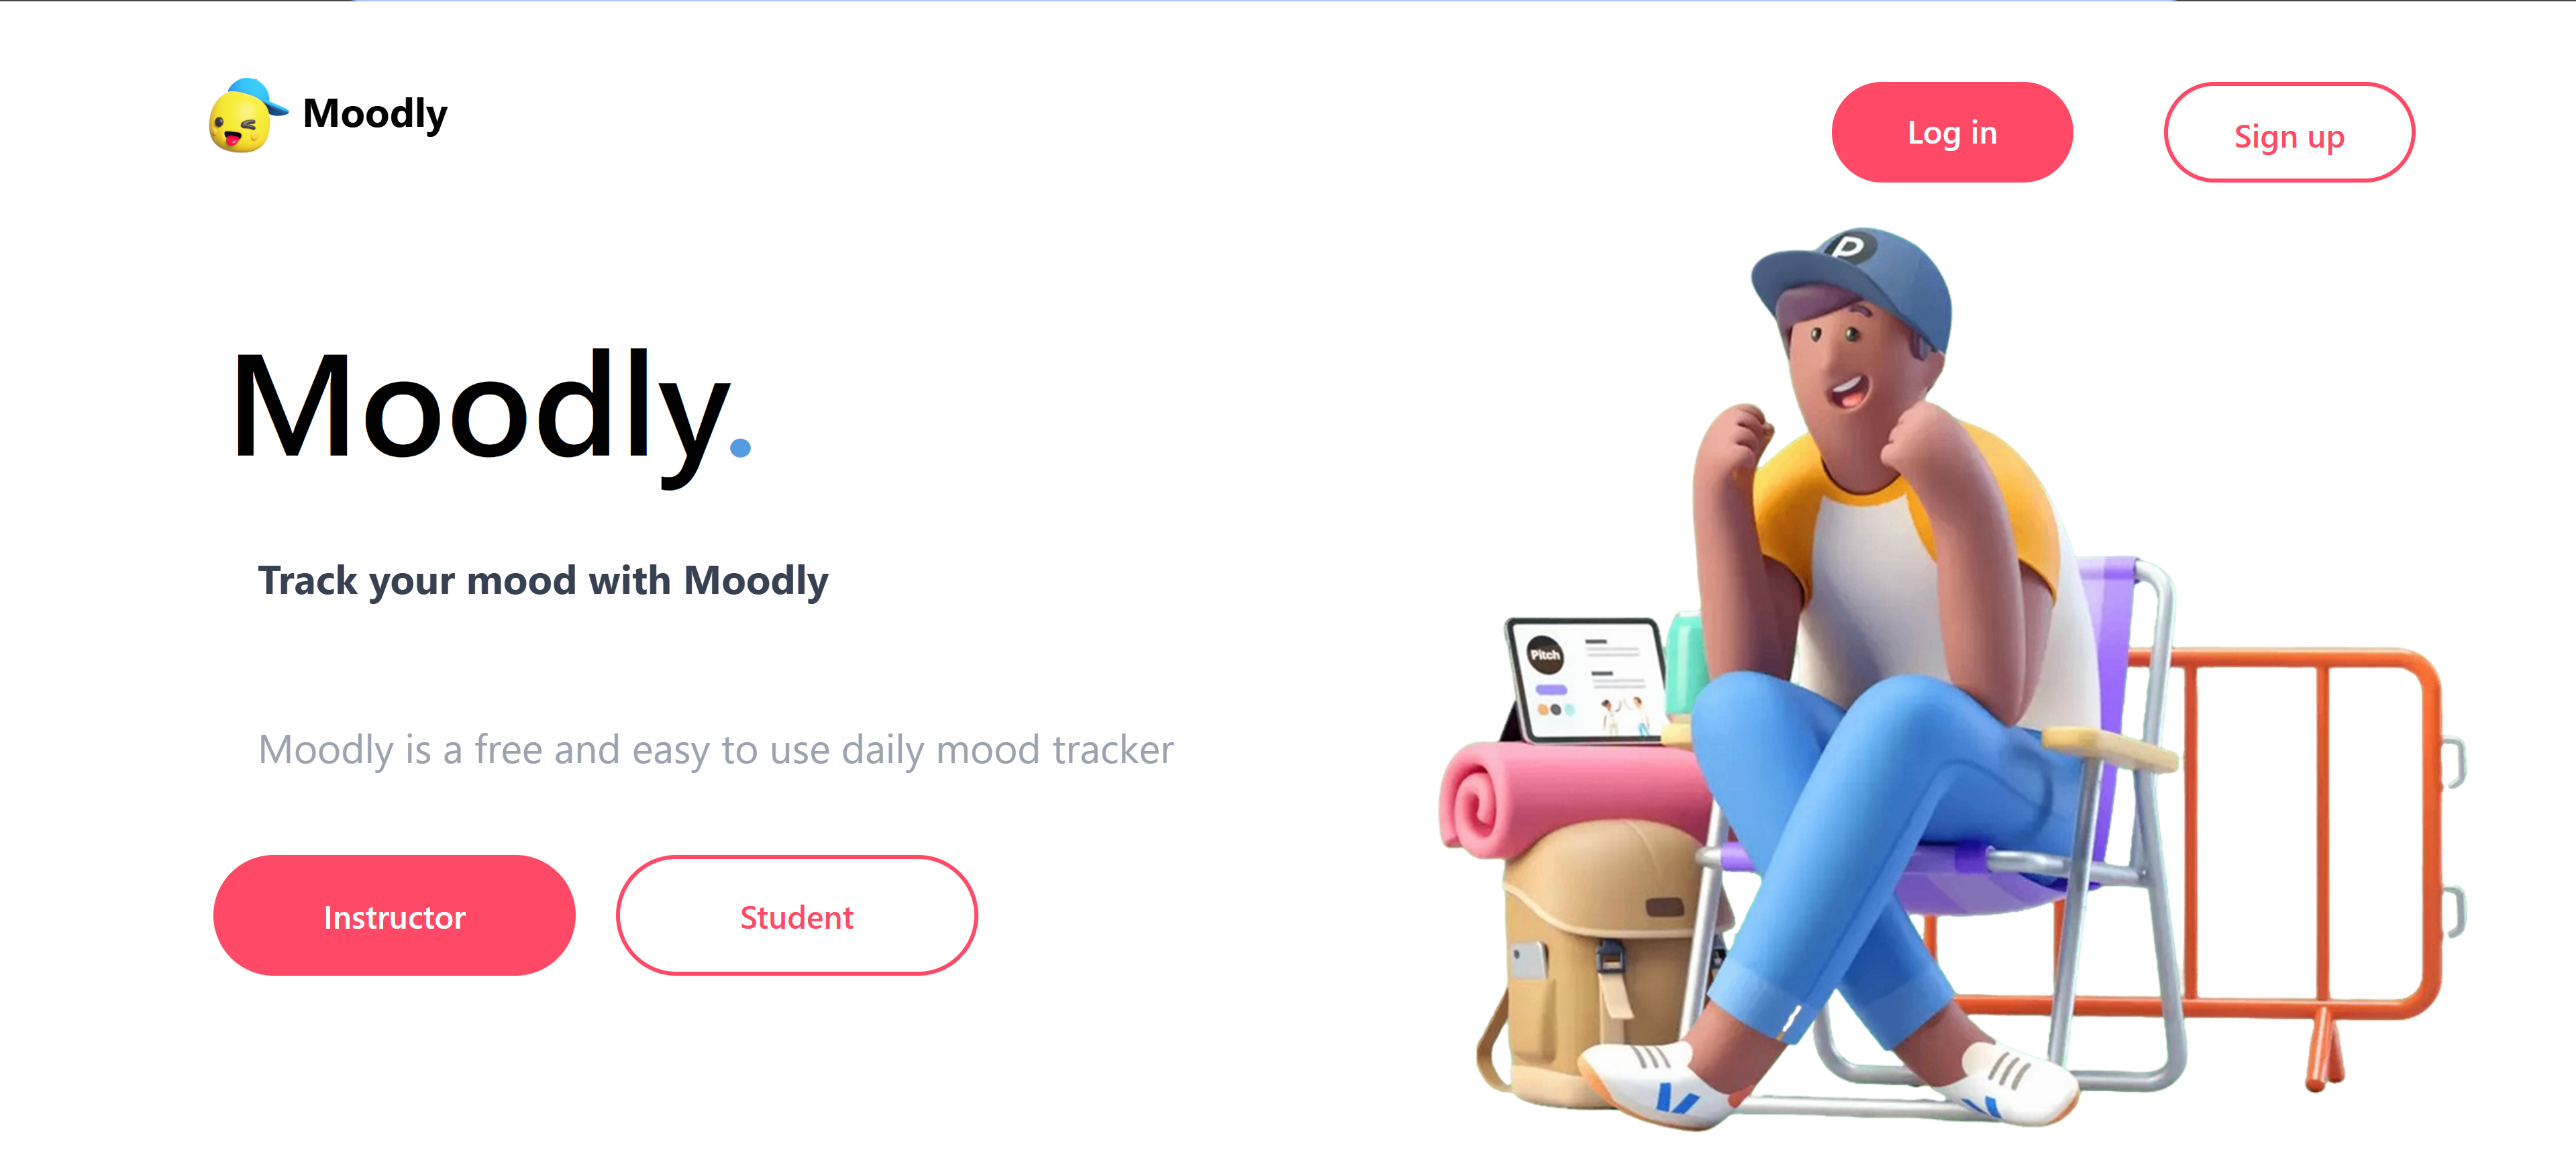 Moodly
Log in
Sign up
P
Moodly.
Track your mood with Moodly
Pitch
Moodly is a free and easy to use daily mood tracker
Instructor
Student